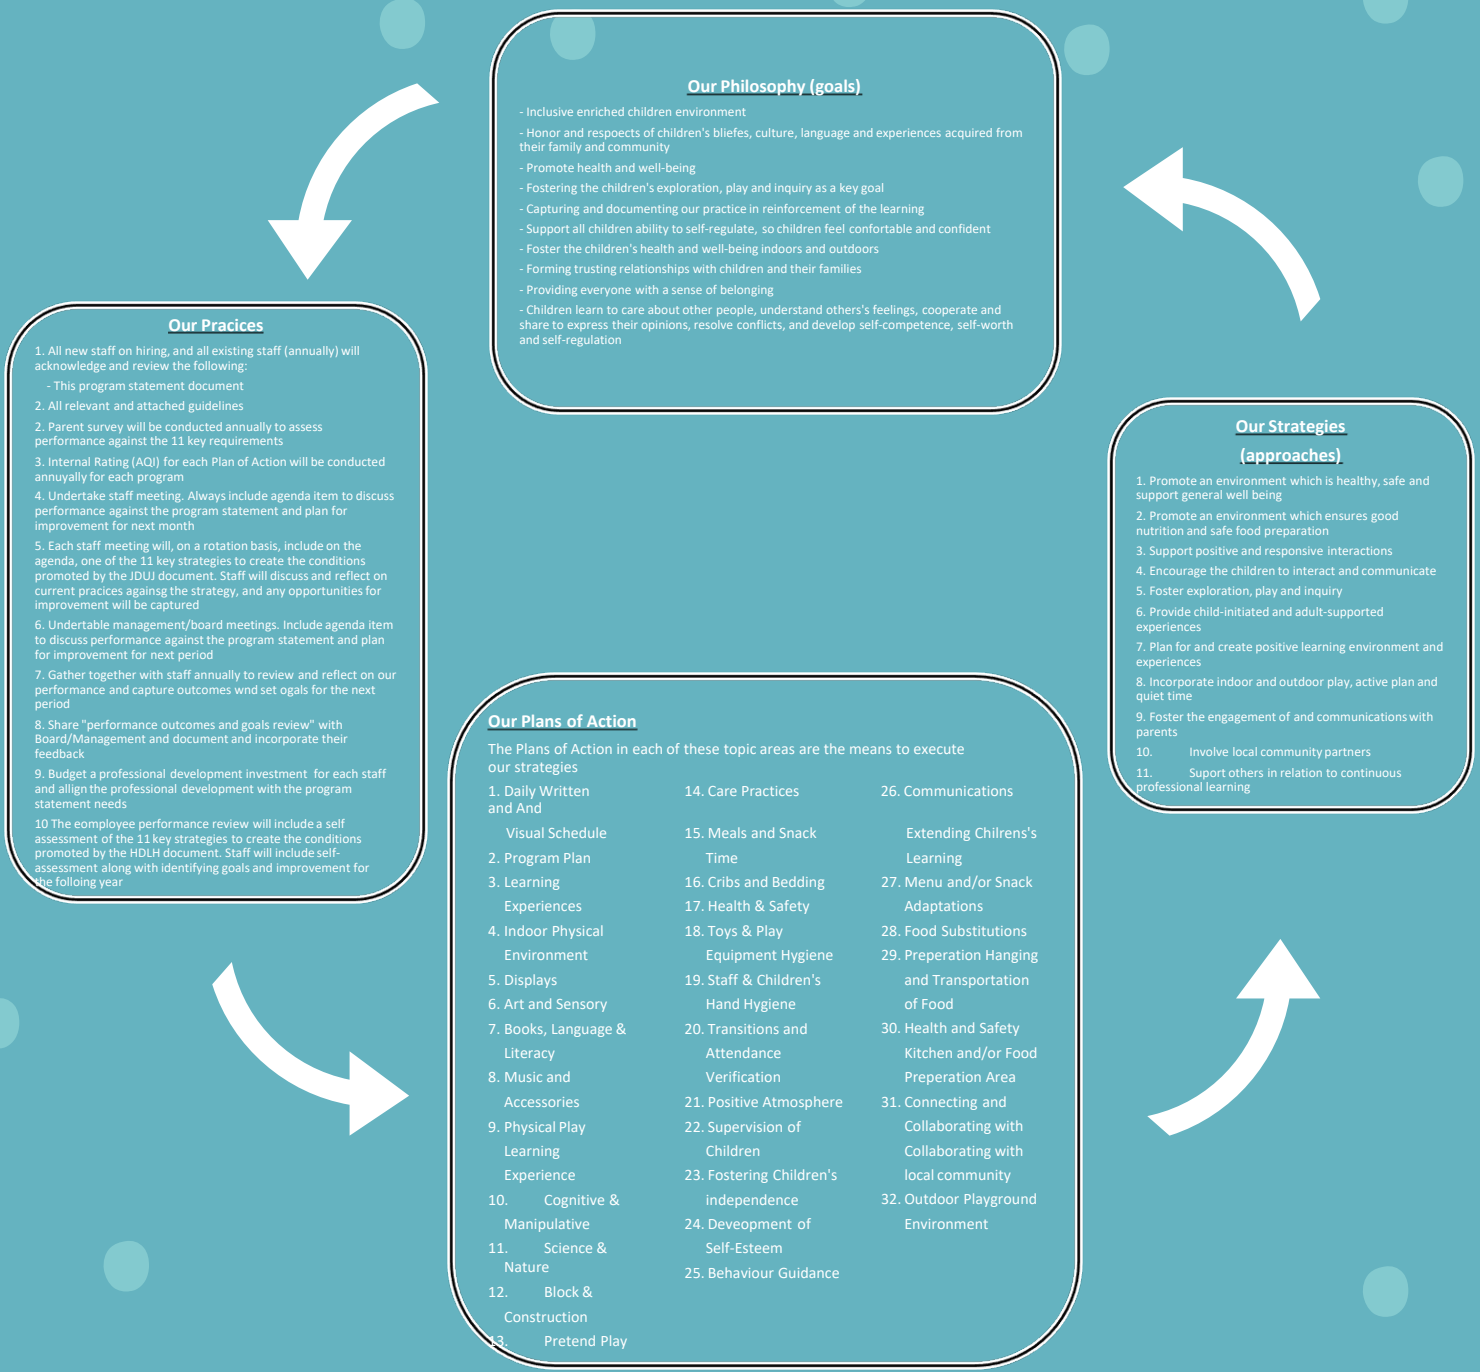 Our Philosophy (goals)
- Inclusive enriched children environment
- Honor and respoects of children's bliefes, culture, language and experiences acquired from
their family and community
- Promote health and well-being
- Fostering the children's exploration, play and inquiry as a key goal
- Capturing and documenting our practice in reinforcement of the learning
- Support all children ability to self-regulate, so children feel confortable and confident
- Foster the children's health and well-being indoors and outdoors
- Forming trusting relationships with children and their families
- Providing everyone with a sense of belonging
- Children learn to care about other people, understand others's feelings, cooperate and
share to express their opinions, resolve conflicts, and develop self-competence, self-worth
and self-regulation
Our Pracices
1. All new staff on hiring, and all existing staff (annually) will
acknowledge and review the following:
- This program statement document
2. All relevant and attached guidelines
2. Parent survey will be conducted annually to assess
performance against the 11 key requirements
3. Internal Rating (AQI) for each Plan of Action will be conducted
annuyally for each program
4. Undertake staff meeting. Always include agenda item to discuss
performance against the program statement and plan for
improvement for next month
5. Each staff meeting will, on a rotation basis, include on the
agenda, one of the 11 key strategies to create the conditions
promoted by the JDUJ document. Staff will discuss and reflect on
current pracices againsg the strategy, and any opportunities for
improvement will be captured
6. Undertable management/board meetings. Include agenda item
to discuss performance against the program statement and plan
for improvement for next period
7. Gather together with staff annually to review and reflect on our
performance and capture outcomes wnd set ogals for the next
period
8. Share "performance outcomes and goals review" with
Board/Management and document and incorporate their
feedback
9. Budget a professional development investment for each staff
and allign the professional development with the program
statement needs
10 The eomployee performance review will include a self
assessment of the 11 key strategies to create the conditions
promoted by the HDLH document. Staff will include self-
assessment along with identifying goals and improvement for
the folloing year
Our Strategies
(approaches)
1. Promote an environment which is healthy, safe and
support general well being
2. Promote an environment which ensures good
nutrition and safe food preparation
3. Support positive and responsive interactions
4. Encourage the children to interact and communicate
5. Foster exploration, play and inquiry
6. Provide child-initiated and adult-supported
experiences
7. Plan for and create positive learning environment and
experiences
8. Incorporate indoor and outdoor play, active plan and
quiet time
9. Foster the engagement of and communications with
parents
10. Involve local community partners
11. Suport others in relation to continuous
professional learning
Our Plans of Action
The Plans of Action in each of these topic areas are the means to execute
our strategies
1. Daily Written
and And
Visual Schedule
2. Program Plan
3. Learning
Experiences
4. Indoor Physical
Environment
5. Displays
6. Art and Sensory
7. Books, Language &
Literacy
8. Music and
Accessories
9. Physical Play
Learning
Experience
10. Cognitive &
Manipulative
11. Science &
Nature
12. Block &
Construction
13. Pretend Play
14. Care Practices
15. Meals and Snack
Time
16. Cribs and Bedding
17. Health & Safety
18. Toys & Play
Equipment Hygiene
19. Staff & Children's
Hand Hygiene
20. Transitions and
Attendance
Verification
21. Positive Atmosphere
22. Supervision of
Children
23. Fostering Children's
independence
24. Deveopment of
Self-Esteem
25. Behaviour Guidance
26. Communications
Extending Chilrens's
Learning
27. Menu and/or Snack
Adaptations
28. Food Substitutions
29. Preperation Hanging
and Transportation
of Food
30. Health and Safety
Kitchen and/or Food
Preperation Area
31. Connecting and
Collaborating with
Collaborating with
local community
32. Outdoor Playground
Environment